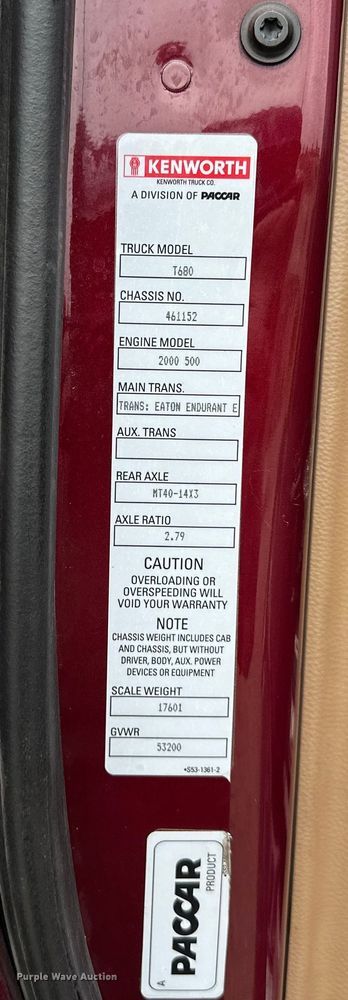 KENWORTH
KENWORTH TRUCK CO.
A DIVISION OF PACCAR
TRUCK MODEL
T680
CHASSIS NO.
461152
ENGINE MODEL
2000 500
MAIN TRANS.
TRANS: EATON ENDURANT E
AUX. TRANS
REAR AXLE
MT40-14X3
AXLE RATIO
2.79
CAUTION
OVERLOADING OR
OVERSPEEDING WILL
VOID YOUR WARRANTY
NOTE
CHASSIS WEIGHT INCLUDES CAB
AND CHASSIS, BUT WITHOUT
DRIVER, BODY, AUX. POWER
DEVICES OR EQUIPMENT
SCALE WEIGHT
17601
GVWR
53200
*S53-1361-2
A
PACCAR
PRODUCT
Purple Wave Auction